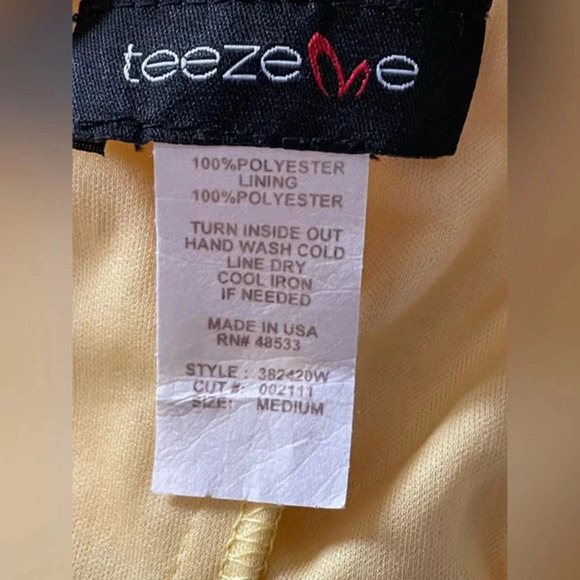 teezeme
100%POLYESTER
LINING
100%POLYESTER
TURN INSIDE OUT
HAND WASH COLD
LINE DRY
COOL IRON
IF NEEDED
MADE IN USA
RN# 48533
STYLE : 382420W
CUT #: 002111
SIZE: MEDIUM